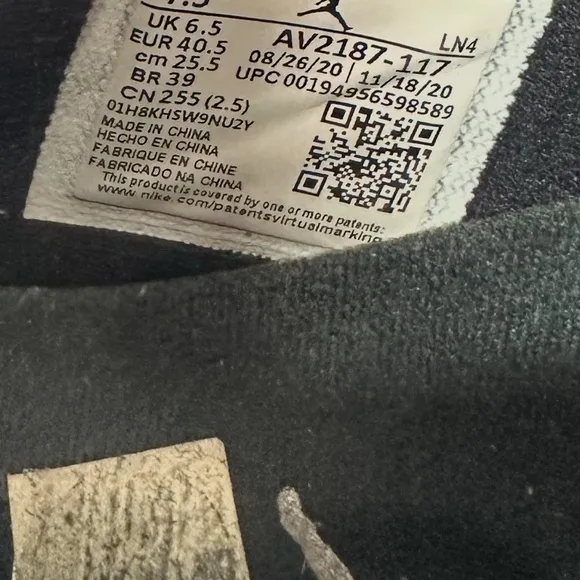 7.5
UK 6.5
EUR 40.5
cm 25.5
BR 39
CN 255 (2.5)
01H8KHSW9NU2Y
MADE IN CHINA
HECHO EN CHINA
FABRIQUE EN CHINE
FABRICADO NA CHINA
This product is covered by one or more patents:
www.nike.com/patentsvirtualmarking
LN4
AV2187-117
08/26/20 | 11/18/20
UPC 00194956598589